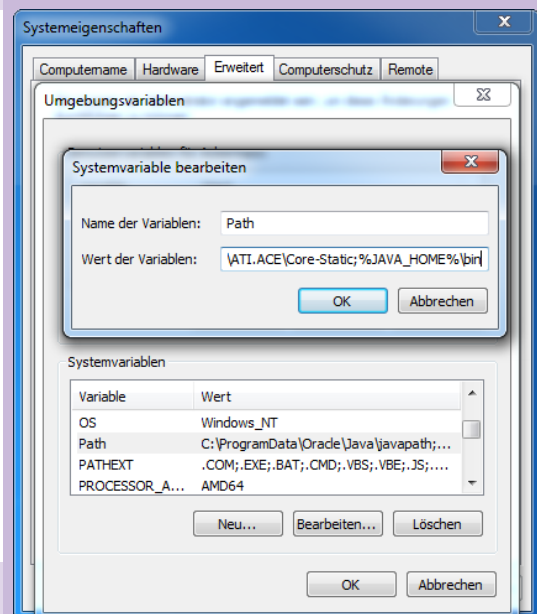 Systemeigenschaften
Computername Hardware Erweitert Computerschutz Remote
Umgebungsvariablen
Systemvariable bearbeiten
Name der Variablen: Path
Wert der Variablen: \ATI.ACE\Core-Static;%JAVA_HOME%\bin
OK Abbrechen
Systemvariablen
Variable Wert
OS Windows_NT
Path C:\ProgramData\Oracle\Java\javapath;...
PATHEXT .COM;.EXE;.BAT;.CMD;.VBS;.VBE;.JS;....
PROCESSOR_A... AMD64
Neu... Bearbeiten... Löschen
OK Abbrechen